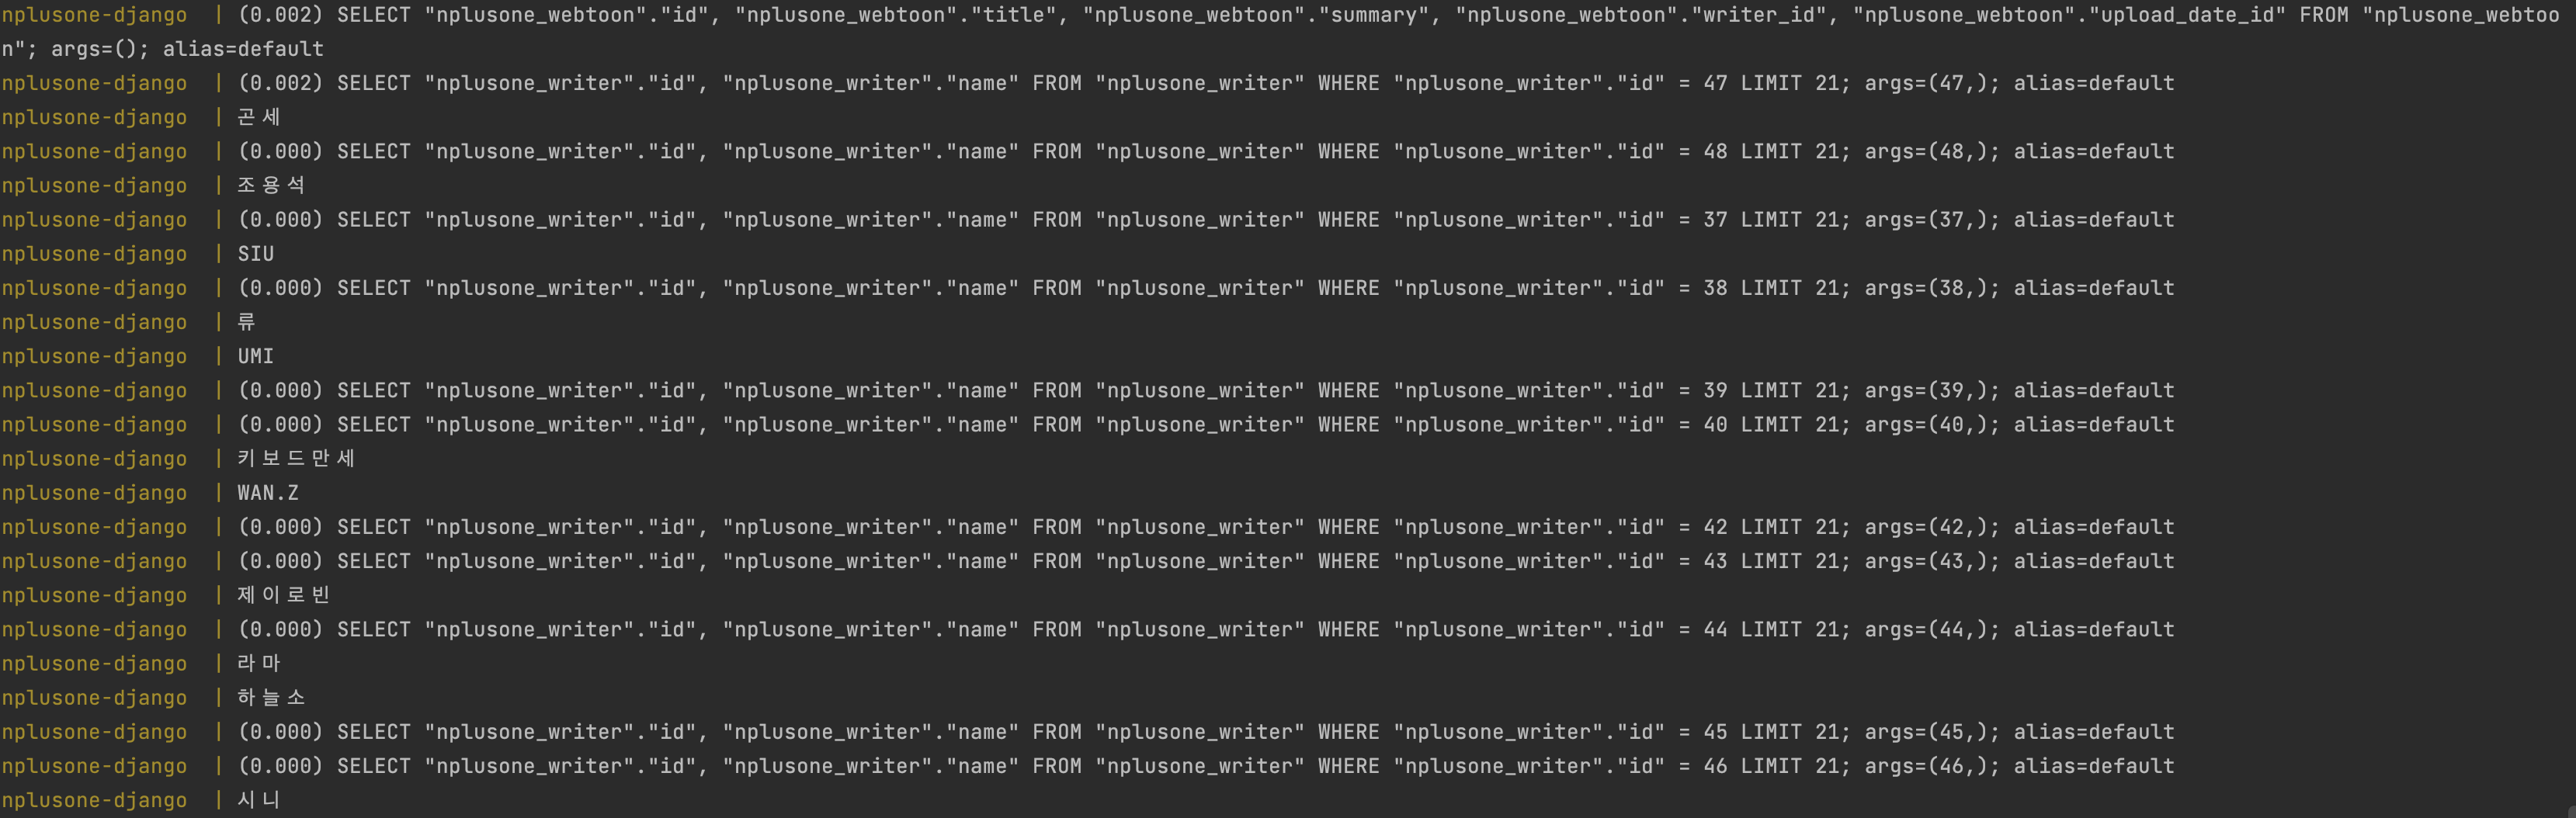 nplusone-django  | (0.002) SELECT "nplusone_webtoon"."id", "nplusone_webtoon"."title", "nplusone_webtoon"."summary", "nplusone_webtoon"."writer_id", "nplusone_webtoon"."upload_date_id" FROM "nplusone_webtoo
n"; args=(); alias=default
nplusone-django  | (0.002) SELECT "nplusone_writer"."id", "nplusone_writer"."name" FROM "nplusone_writer" WHERE "nplusone_writer"."id" = 47 LIMIT 21; args=(47,); alias=default
nplusone-django  | 곤세
nplusone-django  | (0.000) SELECT "nplusone_writer"."id", "nplusone_writer"."name" FROM "nplusone_writer" WHERE "nplusone_writer"."id" = 48 LIMIT 21; args=(48,); alias=default
nplusone-django  | 조용석
nplusone-django  | (0.000) SELECT "nplusone_writer"."id", "nplusone_writer"."name" FROM "nplusone_writer" WHERE "nplusone_writer"."id" = 37 LIMIT 21; args=(37,); alias=default
nplusone-django  | SIU
nplusone-django  | (0.000) SELECT "nplusone_writer"."id", "nplusone_writer"."name" FROM "nplusone_writer" WHERE "nplusone_writer"."id" = 38 LIMIT 21; args=(38,); alias=default
nplusone-django  | 류
nplusone-django  | UMI
nplusone-django  | (0.000) SELECT "nplusone_writer"."id", "nplusone_writer"."name" FROM "nplusone_writer" WHERE "nplusone_writer"."id" = 39 LIMIT 21; args=(39,); alias=default
nplusone-django  | (0.000) SELECT "nplusone_writer"."id", "nplusone_writer"."name" FROM "nplusone_writer" WHERE "nplusone_writer"."id" = 40 LIMIT 21; args=(40,); alias=default
nplusone-django  | 키보드만세
nplusone-django  | WAN.Z
nplusone-django  | (0.000) SELECT "nplusone_writer"."id", "nplusone_writer"."name" FROM "nplusone_writer" WHERE "nplusone_writer"."id" = 42 LIMIT 21; args=(42,); alias=default
nplusone-django  | (0.000) SELECT "nplusone_writer"."id", "nplusone_writer"."name" FROM "nplusone_writer" WHERE "nplusone_writer"."id" = 43 LIMIT 21; args=(43,); alias=default
nplusone-django  | 제이로빈
nplusone-django  | (0.000) SELECT "nplusone_writer"."id", "nplusone_writer"."name" FROM "nplusone_writer" WHERE "nplusone_writer"."id" = 44 LIMIT 21; args=(44,); alias=default
nplusone-django  | 라마
nplusone-django  | 하늘소
nplusone-django  | (0.000) SELECT "nplusone_writer"."id", "nplusone_writer"."name" FROM "nplusone_writer" WHERE "nplusone_writer"."id" = 45 LIMIT 21; args=(45,); alias=default
nplusone-django  | (0.000) SELECT "nplusone_writer"."id", "nplusone_writer"."name" FROM "nplusone_writer" WHERE "nplusone_writer"."id" = 46 LIMIT 21; args=(46,); alias=default
nplusone-django  | 시니